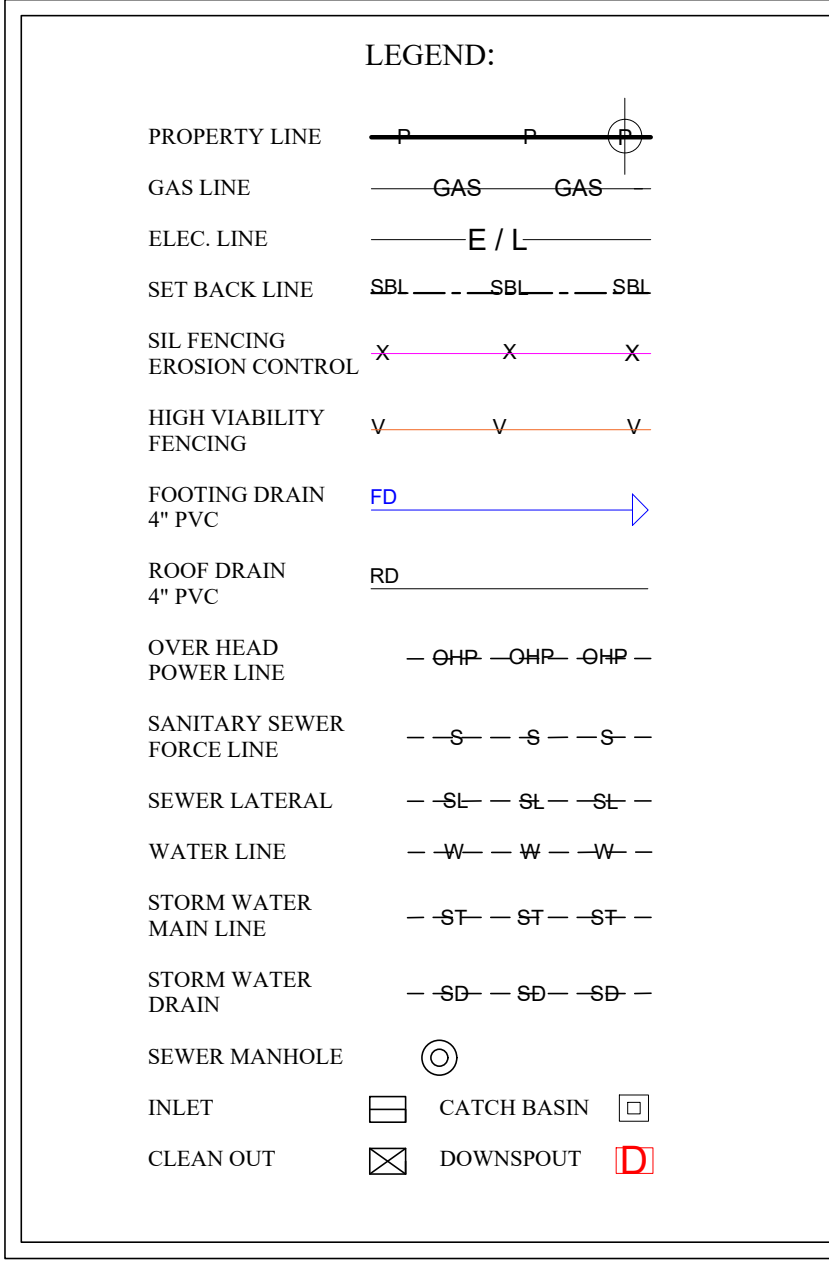 LEGEND:
PROPERTY LINE P P P
GAS LINE GAS GAS
ELEC. LINE E / L
SET BACK LINE SBL SBL SBL
SIL FENCING
EROSION CONTROL X X X
HIGH VIABILITY
FENCING V V V
FOOTING DRAIN FD
4" PVC
ROOF DRAIN RD
4" PVC
OVER HEAD
POWER LINE OHP OHP OHP
SANITARY SEWER
FORCE LINE S S S
SEWER LATERAL SL SL SL
WATER LINE W W W
STORM WATER
MAIN LINE ST ST ST
STORM WATER
DRAIN SD SD SD
SEWER MANHOLE
INLET CATCH BASIN
CLEAN OUT DOWNSPOUT D